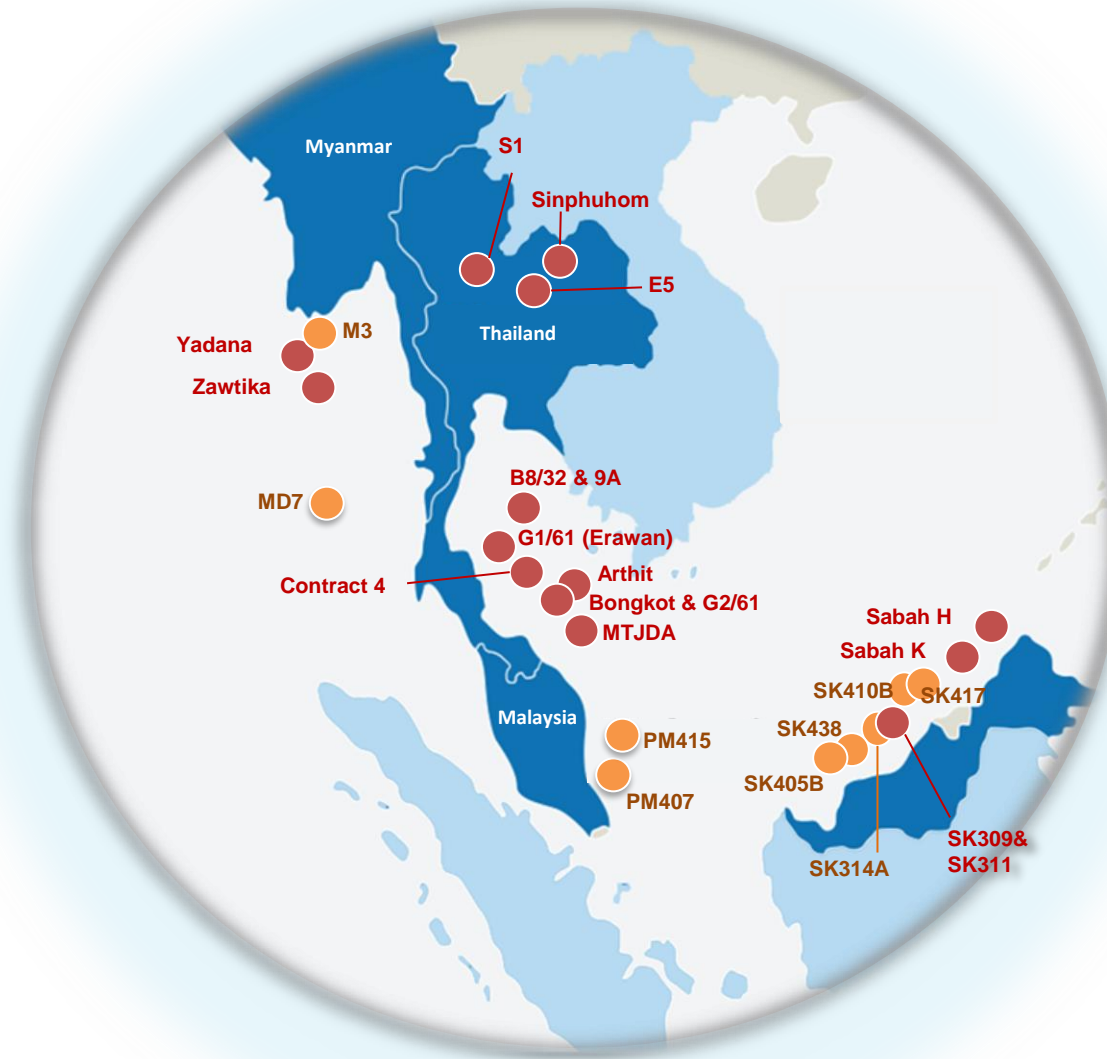 Myanmar
S1
Sinphuhom
E5
Thailand
M3
Yadana
Zawtika
MD7
B8/32 & 9A
G1/61 (Erawan)
Contract 4
Arthit
Bongkot & G2/61
MTJDA
Sabah H
Sabah K
SK410B
SK417
Malaysia
SK438
PM415
SK405B
PM407
SK309&
SK311
SK314A